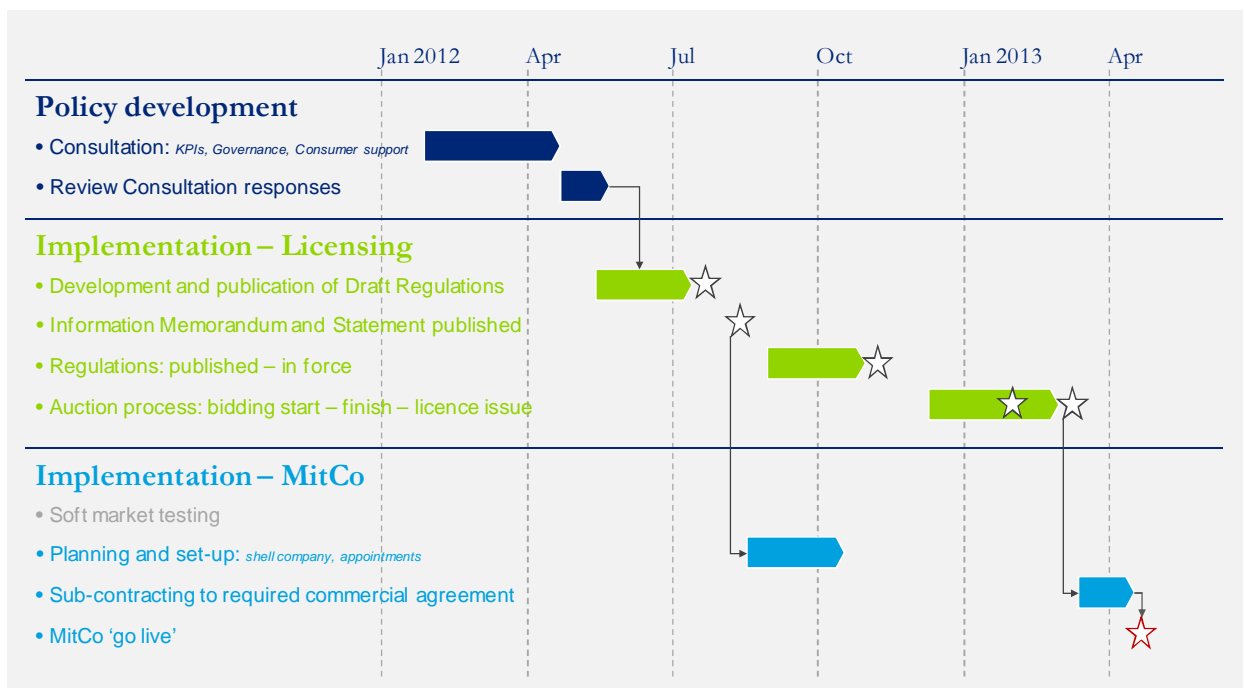 Jan 2012 Apr Jul Oct Jan 2013 Apr
Policy development
• Consultation: KPIs, Governance, Consumer support
• Review Consultation responses
Implementation – Licensing
• Development and publication of Draft Regulations
• Information Memorandum and Statement published
• Regulations: published – in force
• Auction process: bidding start – finish – licence issue
Implementation – MitCo
• Soft market testing
• Planning and set-up: shell company, appointments
• Sub-contracting to required commercial agreement
• MitCo ‘go live’